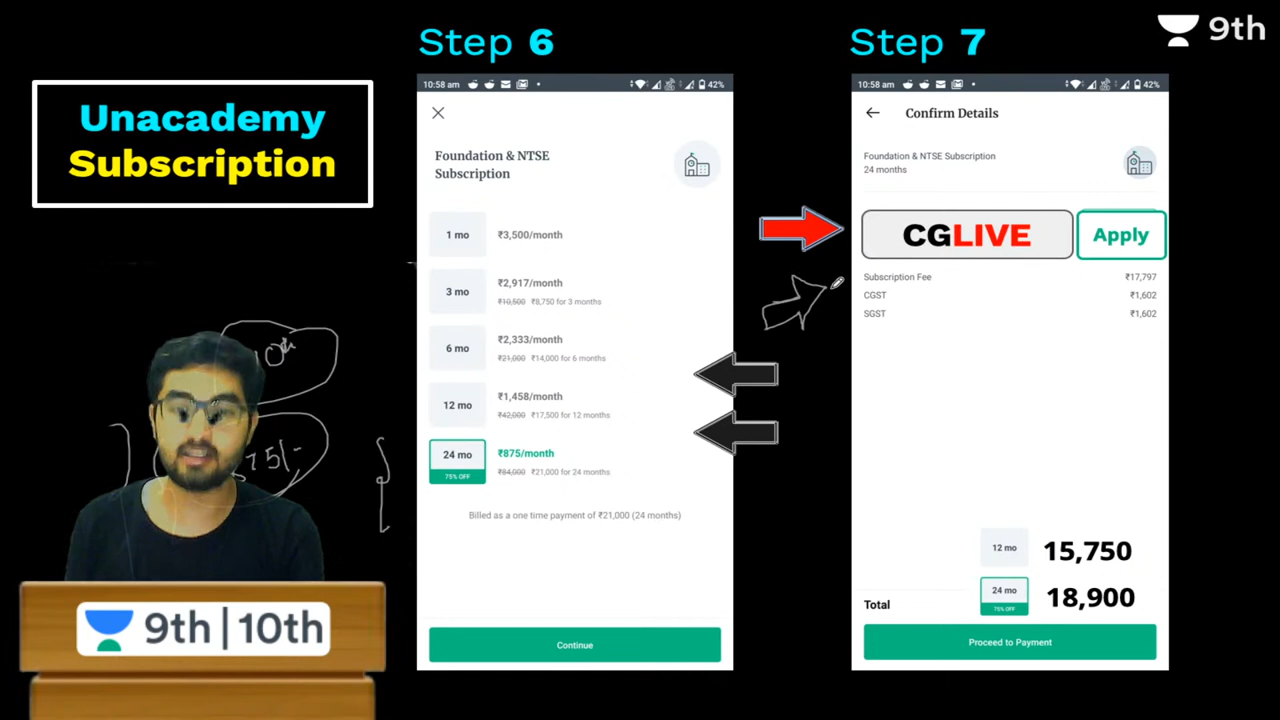 Step 6
Step 7
9th
Unacademy
Subscription
10:58 am
42%
Foundation & NTSE
Subscription
1 mo
₹3,500/month
3 mo
₹2,917/month
₹10,500 ₹8,750 for 3 months
6 mo
₹2,333/month
₹21,000 ₹14,000 for 6 months
12 mo
₹1,458/month
₹42,000 ₹17,500 for 12 months
24 mo
₹875/month
75% OFF
₹84,000 ₹21,000 for 24 months
Billed as a one time payment of ₹21,000 (24 months)
Continue
10:58 am
42%
Confirm Details
Foundation & NTSE Subscription
24 months
CGLIVE
Apply
Subscription Fee ₹17,797
CGST ₹1,602
SGST ₹1,602
12 mo 15,750
24 mo 18,900
75% OFF
Total
Proceed to Payment
9th|10th